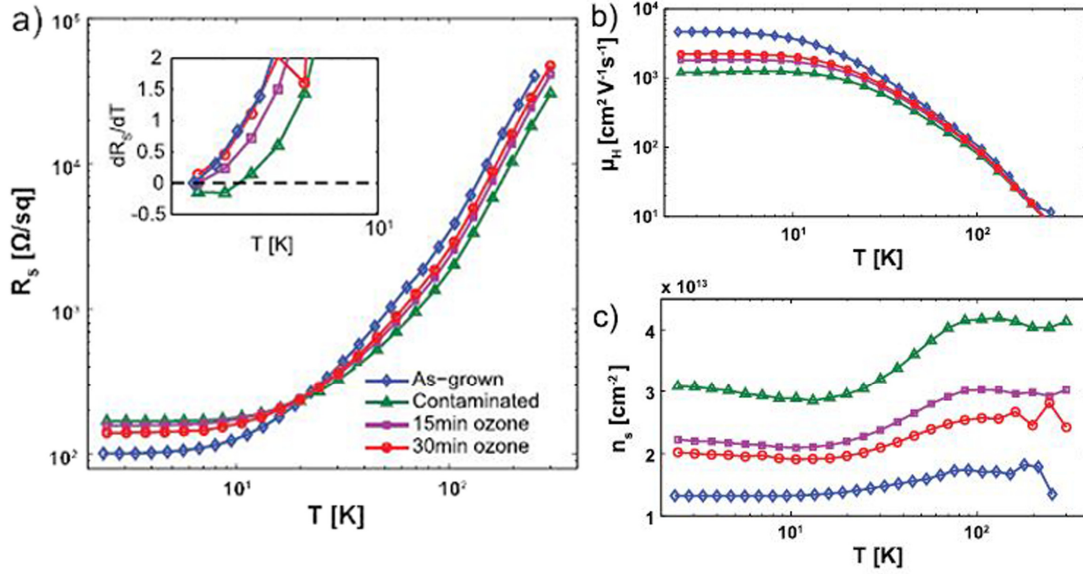 a)
10^5
10^4
10^3
10^2
R_s [Ω/sq]
10^1
10^2
T [K]
2
1.5
1
0.5
0
-0.5
dR_s/dT
T [K]
10^1
As-grown
Contaminated
15min ozone
30min ozone
b)
10^4
10^3
10^2
10^1
μ_H [cm^2 V^-1 s^-1]
10^1
10^2
T [K]
x 10^13
c)
4
3
2
1
n_s [cm^-2]
10^1
10^2
T [K]